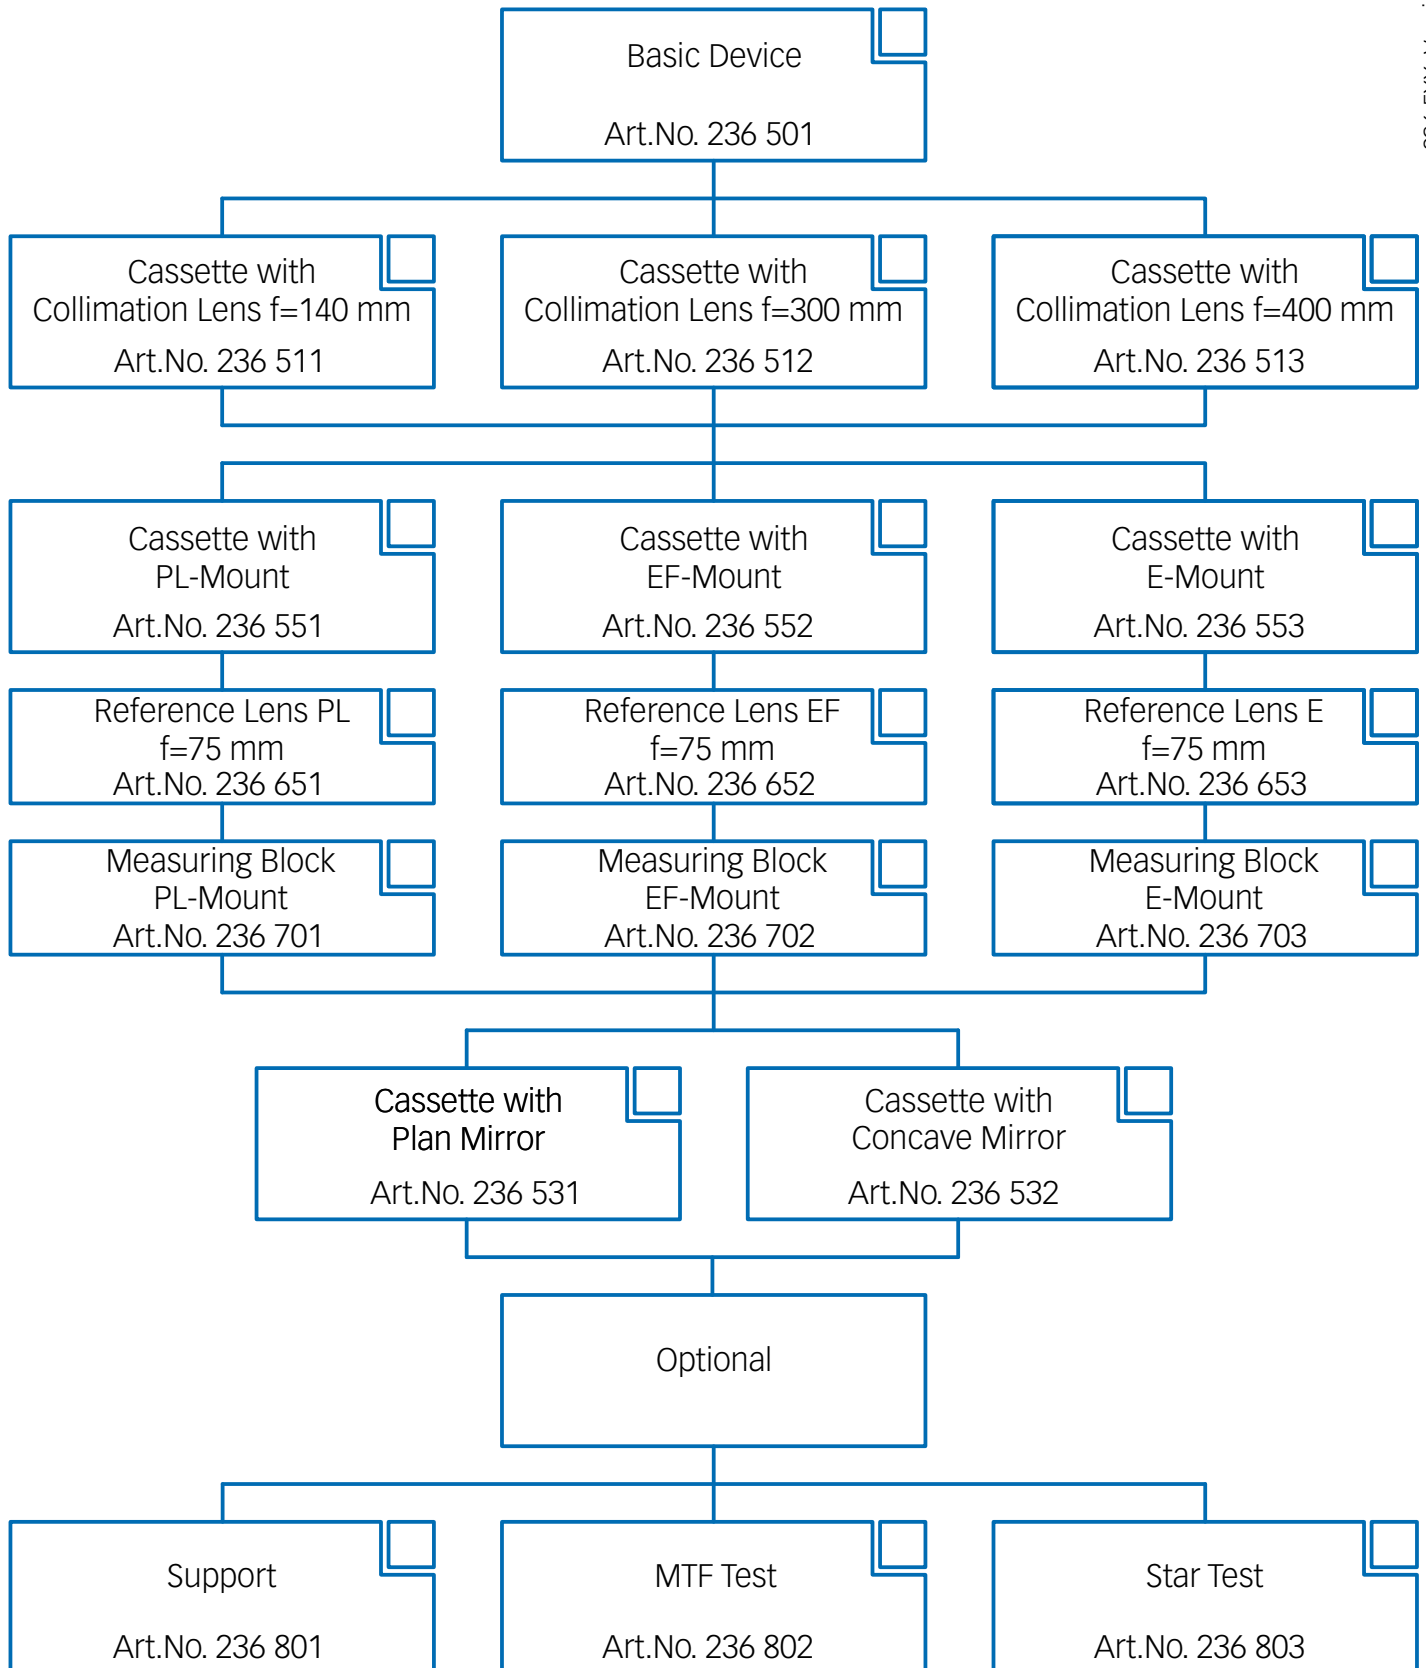 Basic Device
Art.No. 236 501
Cassette with
Collimation Lens f=140 mm
Art.No. 236 511
Cassette with
Collimation Lens f=300 mm
Art.No. 236 512
Cassette with
Collimation Lens f=400 mm
Art.No. 236 513
Cassette with
PL-Mount
Art.No. 236 551
Cassette with
EF-Mount
Art.No. 236 552
Cassette with
E-Mount
Art.No. 236 553
Reference Lens PL
f=75 mm
Art.No. 236 651
Reference Lens EF
f=75 mm
Art.No. 236 652
Reference Lens E
f=75 mm
Art.No. 236 653
Measuring Block
PL-Mount
Art.No. 236 701
Measuring Block
EF-Mount
Art.No. 236 702
Measuring Block
E-Mount
Art.No. 236 703
Cassette with
Plan Mirror
Art.No. 236 531
Cassette with
Concave Mirror
Art.No. 236 532
Optional
Support
Art.No. 236 801
MTF Test
Art.No. 236 802
Star Test
Art.No. 236 803